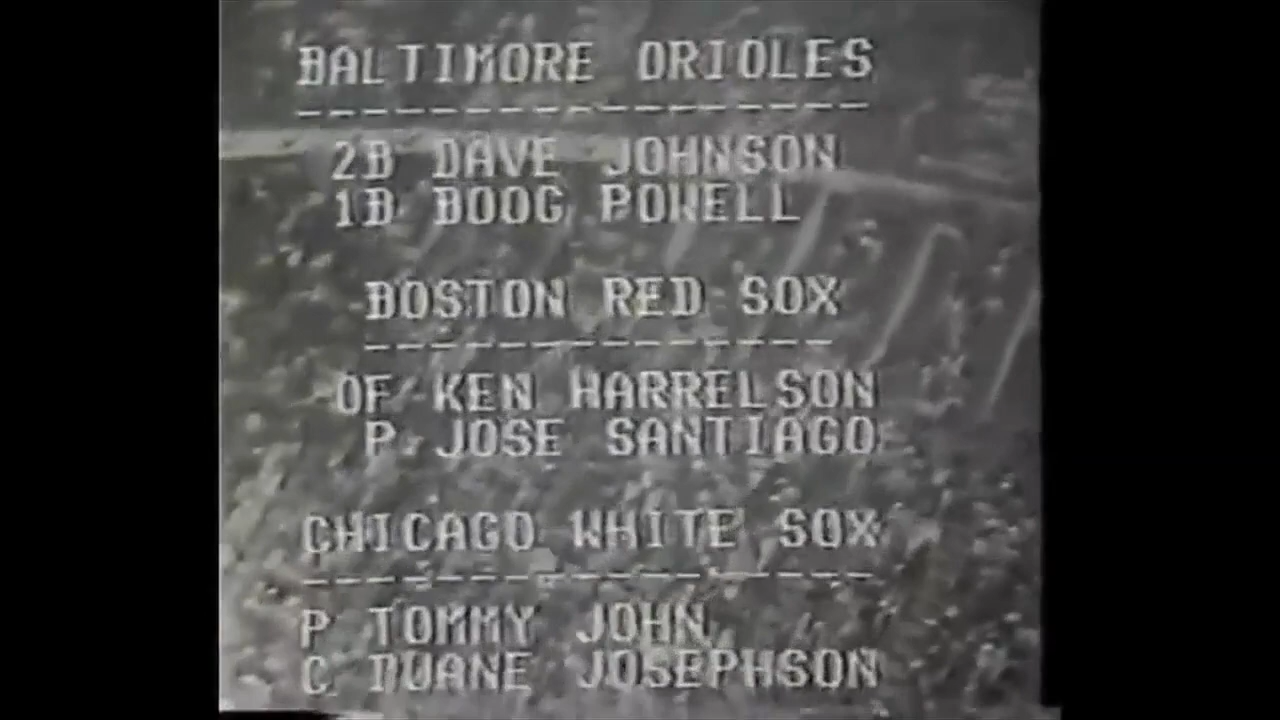 BALTIMORE ORIOLES
-----------------
2B DAVE JOHNSON
1B BOOG POWELL
BOSTON RED SOX
--------------
OF KEN HARRELSON
P JOSE SANTIAGO
CHICAGO WHITE SOX
-----------------
P TOMMY JOHN
C DUANE JOSEPHSON